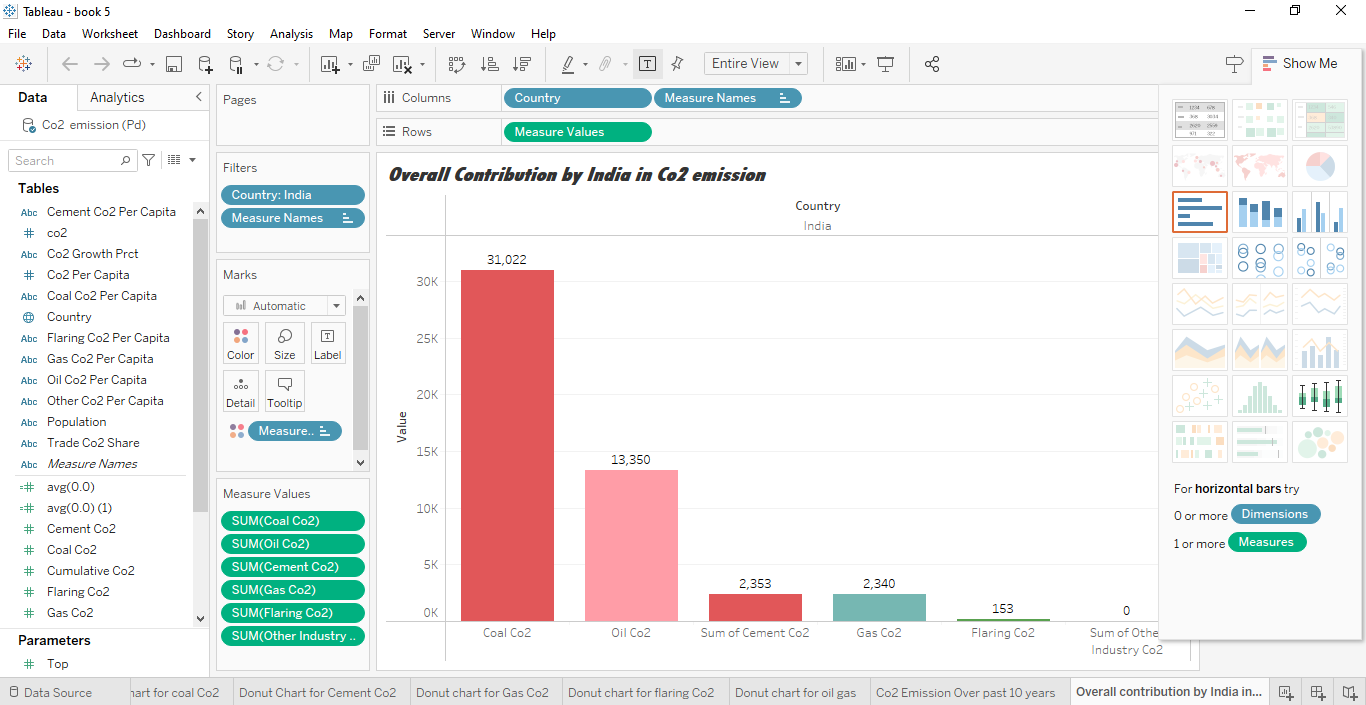 Tableau - book 5
File Data Worksheet Dashboard Story Analysis Map Format Server Window Help
Entire View
Show Me
Data Analytics
Co2 emission (Pd)
Search
Tables
Abc Cement Co2 Per Capita
# co2
Abc Co2 Growth Prct
# Co2 Per Capita
Abc Coal Co2 Per Capita
Country
Abc Flaring Co2 Per Capita
Abc Gas Co2 Per Capita
Abc Oil Co2 Per Capita
Abc Other Co2 Per Capita
Abc Population
Abc Trade Co2 Share
Abc Measure Names
=# avg(0.0)
=# avg(0.0) (1)
# Cement Co2
# Coal Co2
# Cumulative Co2
# Flaring Co2
# Gas Co2
Parameters
# Top
Pages
Filters
Country: India
Measure Names
Marks
Automatic
Color Size Label
Detail Tooltip
Measure..
Measure Values
SUM(Coal Co2)
SUM(Oil Co2)
SUM(Cement Co2)
SUM(Gas Co2)
SUM(Flaring Co2)
SUM(Other Industry ..
Columns Country Measure Names
Rows Measure Values
Overall Contribution by India in Co2 emission
Country
India
Value
30K
25K
20K
15K
10K
5K
0K
31,022
13,350
2,353
2,340
153
0
Coal Co2 Oil Co2 Sum of Cement Co2 Gas Co2 Flaring Co2 Sum of Othe
Industry Co2
For horizontal bars try
0 or more Dimensions
1 or more Measures
Data Source hart for coal Co2 Donut Chart for Cement Co2 Donut chart for Gas Co2 Donut chart for flaring Co2 Donut chart for oil gas Co2 Emission Over past 10 years Overall contribution by India in...